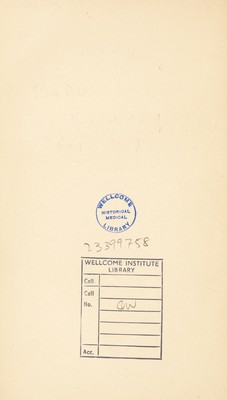 WELLCOME
HISTORICAL
MEDICAL
LIBRARY
23399758
WELLCOME INSTITUTE
LIBRARY
Coll.
Call
No.
QW
Acc.